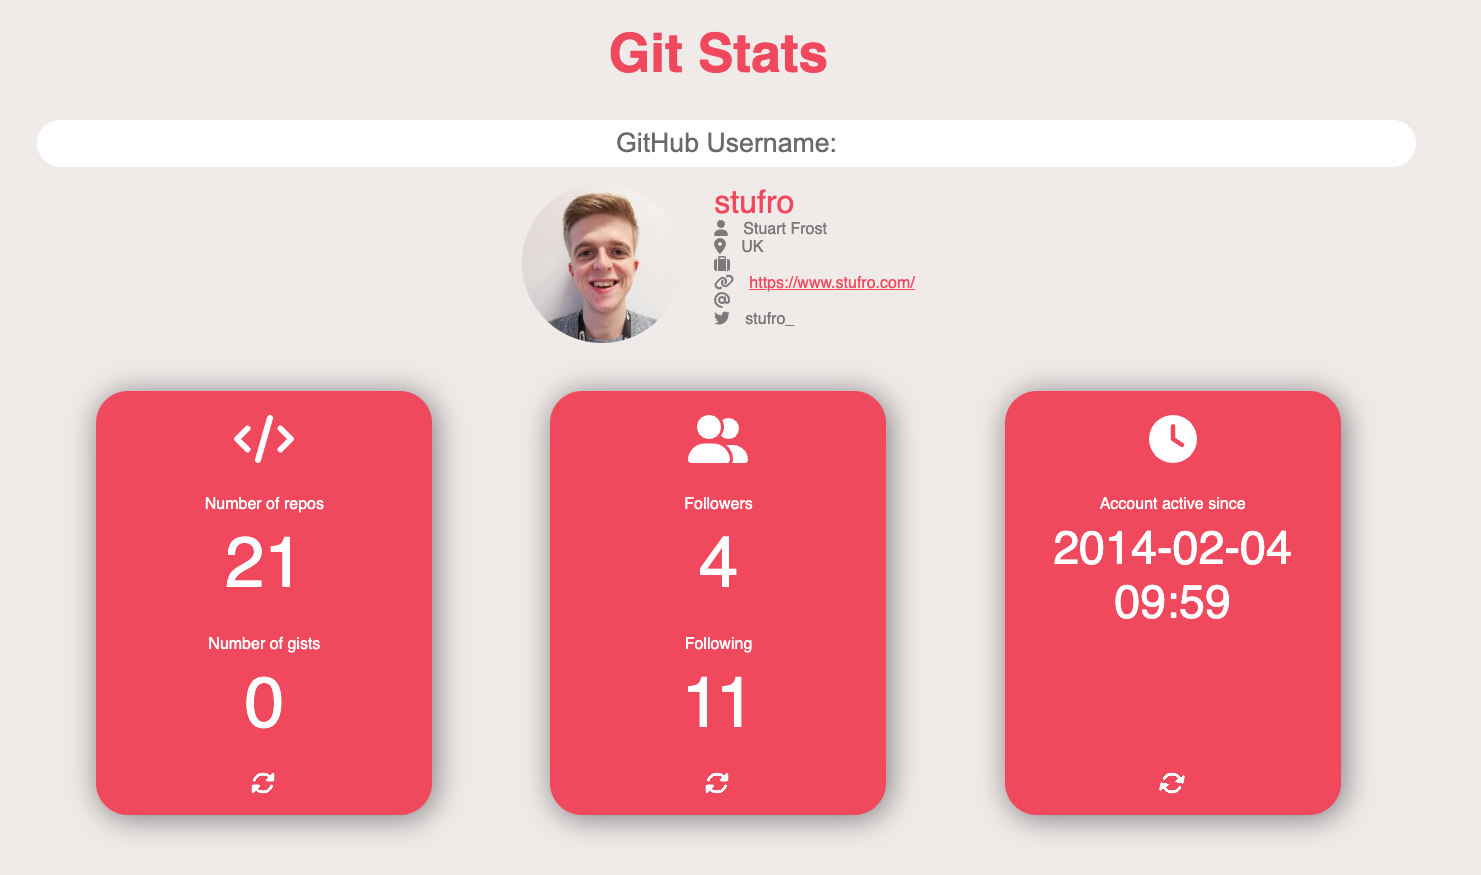 Git Stats
GitHub Username:
stufro
Stuart Frost
UK
https://www.stufro.com/
stufro_
Number of repos
21
Number of gists
0
Followers
4
Following
11
Account active since
2014-02-04
09:59